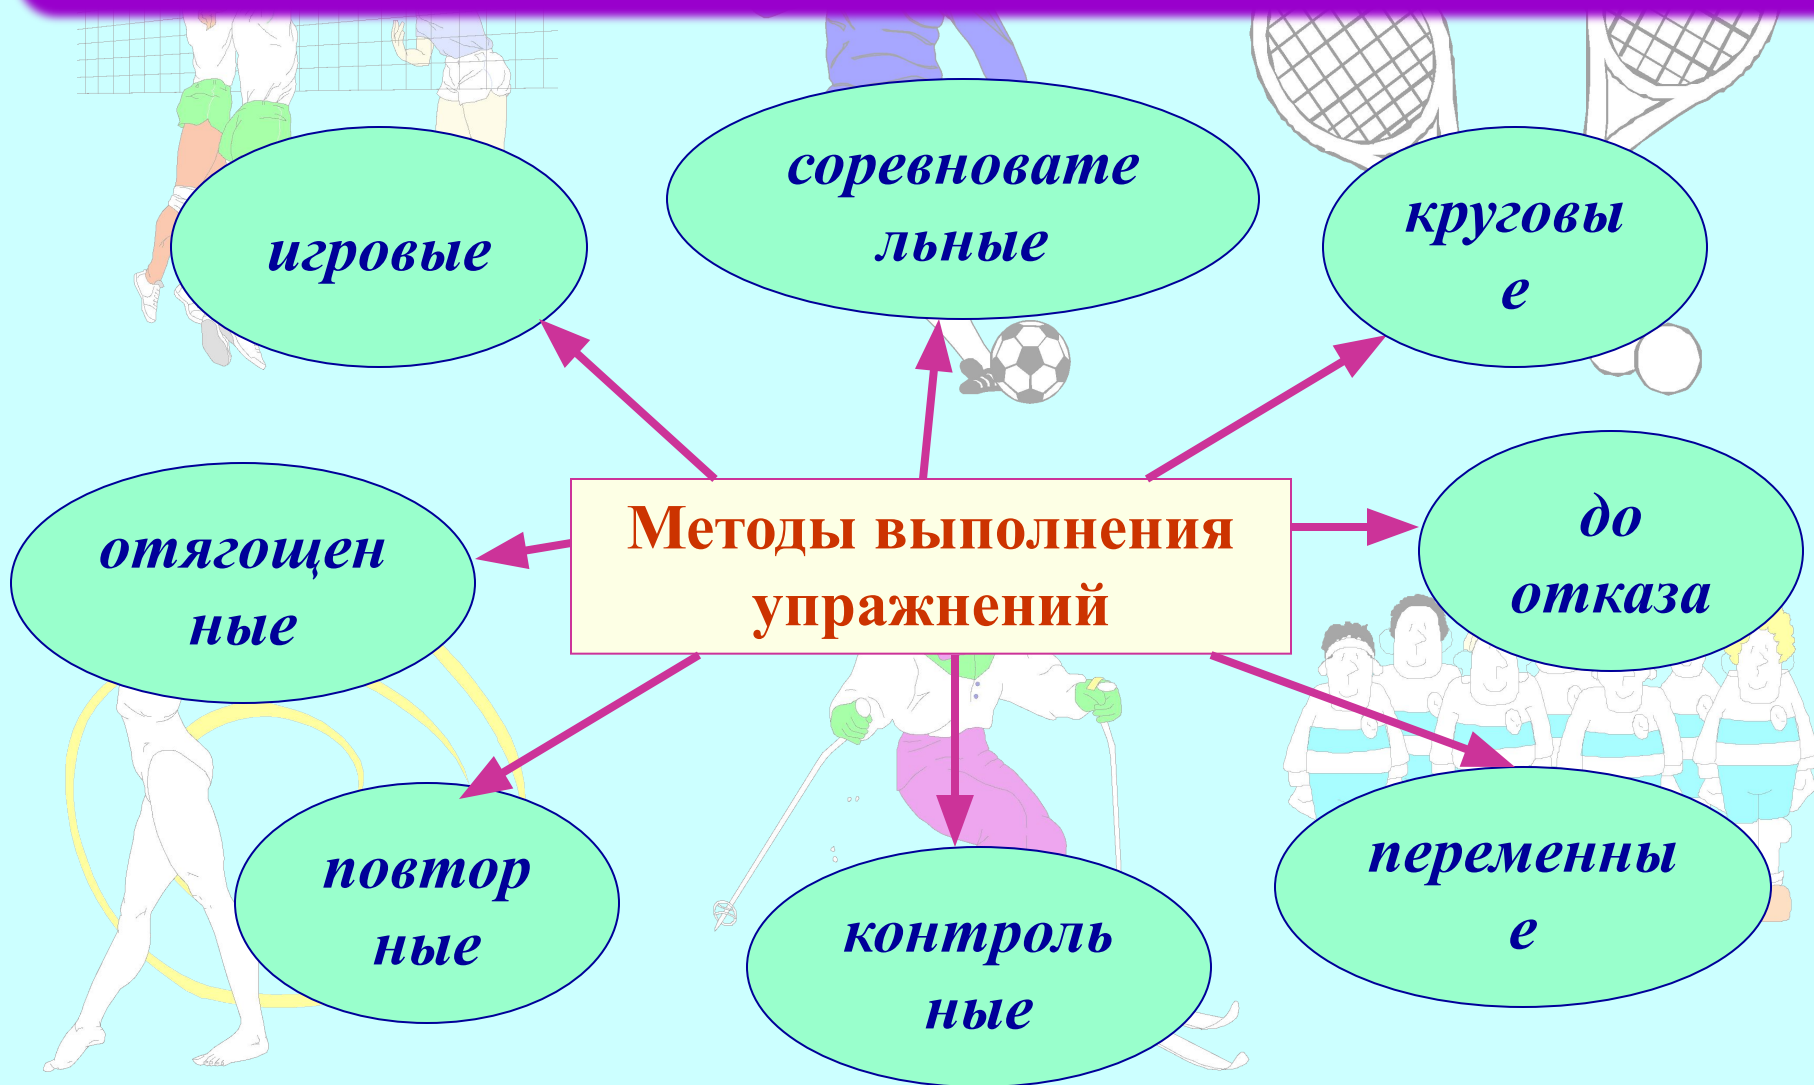 соревновате
льные
игровые
круговы
е
Методы выполнения
упражнений
до
отказа
отягощен
ные
повтор
ные
контроль
ные
переменны
е